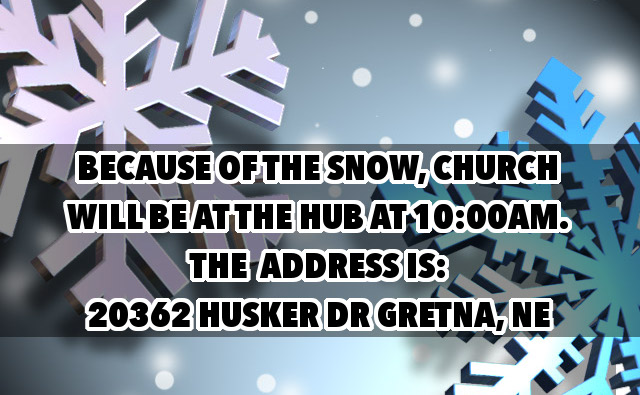 BECAUSE OF THE SNOW, CHURCH
WILL BE AT THE HUB AT 10:00AM.
THE ADDRESS IS:
20362 HUSKER DR GRETNA, NE